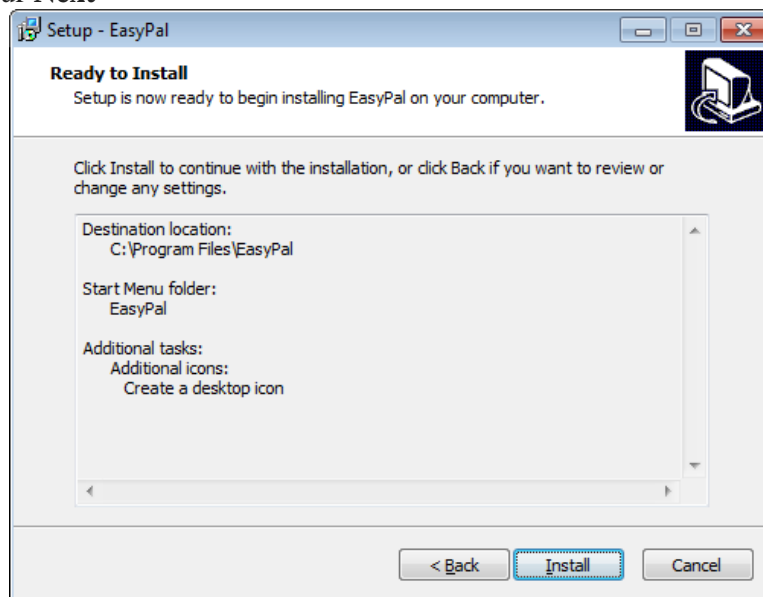 Next
Setup - EasyPal
Ready to Install
Setup is now ready to begin installing EasyPal on your computer.
Click Install to continue with the installation, or click Back if you want to review or
change any settings.
Destination location:
C:\Program Files\EasyPal
Start Menu folder:
EasyPal
Additional tasks:
Additional icons:
Create a desktop icon
< Back
Install
Cancel